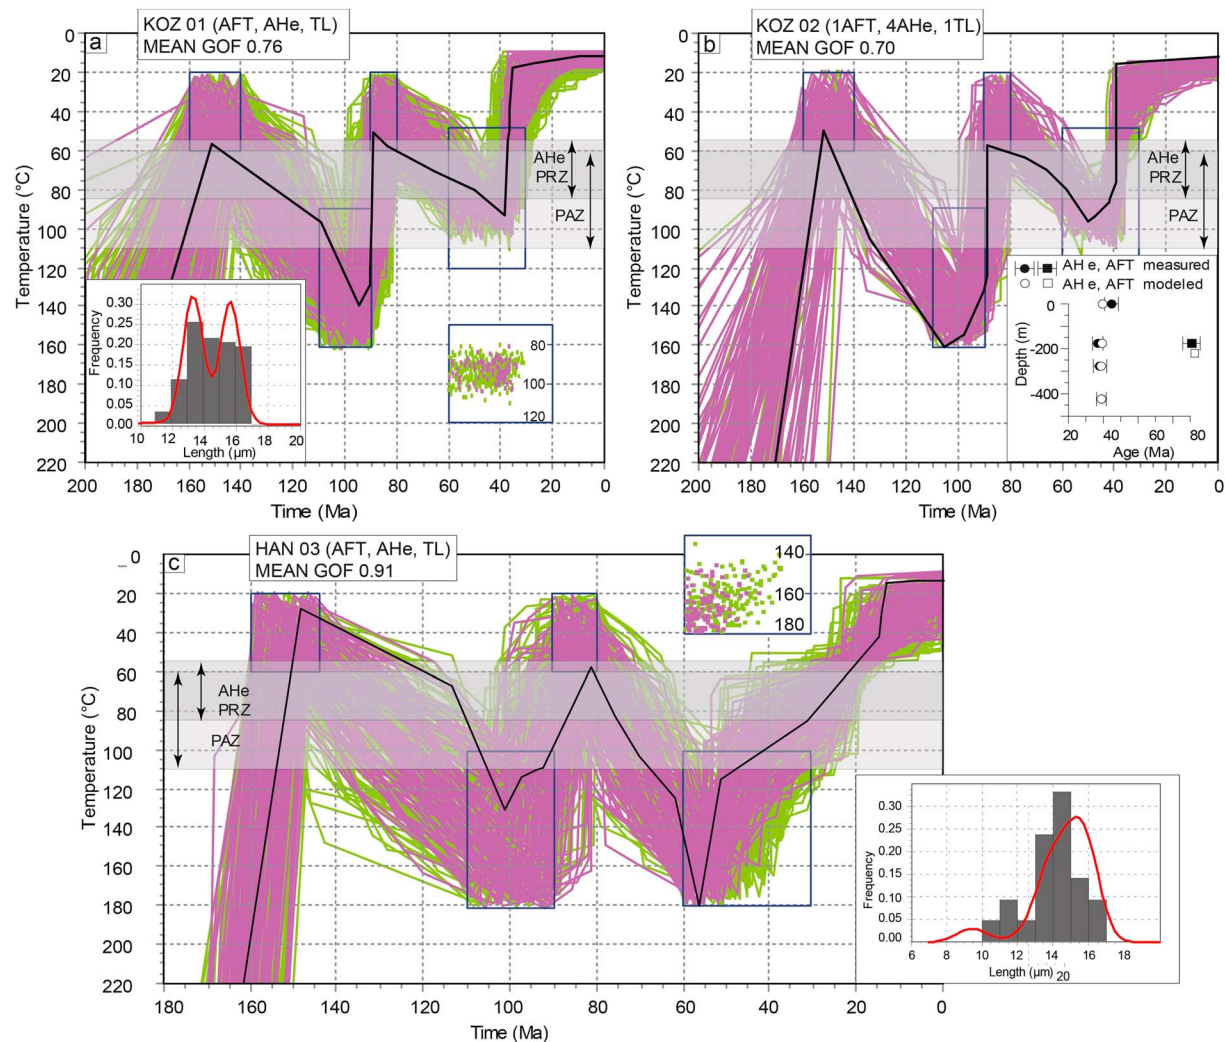 KOZ 01 (AFT, AHe, TL)
MEAN GOF 0.76
a
0
20
40
60
80
100
120
140
160
180
200
220
Temperature (°C)
AHe
PRZ
PAZ
0.30
0.25
0.20
0.15
0.10
0.05
0.00
Frequency
10 12 14 16 18 20
Length (µm)
80
100
120
200 180 160 140 120 100 80 60 40 20 0
Time (Ma)
KOZ 02 (1AFT, 4AHe, 1TL)
MEAN GOF 0.70
b
0
20
40
60
80
100
120
140
160
180
200
220
Temperature (°C)
AHe
PRZ
PAZ
AH e, AFT measured
AH e, AFT modeled
0
-200
-400
Depth (m)
20 40 60 80
Age (Ma)
200 180 160 140 120 100 80 60 40 20 0
Time (Ma)
HAN 03 (AFT, AHe, TL)
MEAN GOF 0.91
c
0
20
40
60
80
100
120
140
160
180
200
220
Temperature (°C)
AHe
PRZ
PAZ
140
160
180
180 160 140 120 100 80 60 40 20 0
Time (Ma)
0.30
0.25
0.20
0.15
0.10
0.05
0.00
Frequency
6 8 10 12 14 16 18
Length (µm) 20